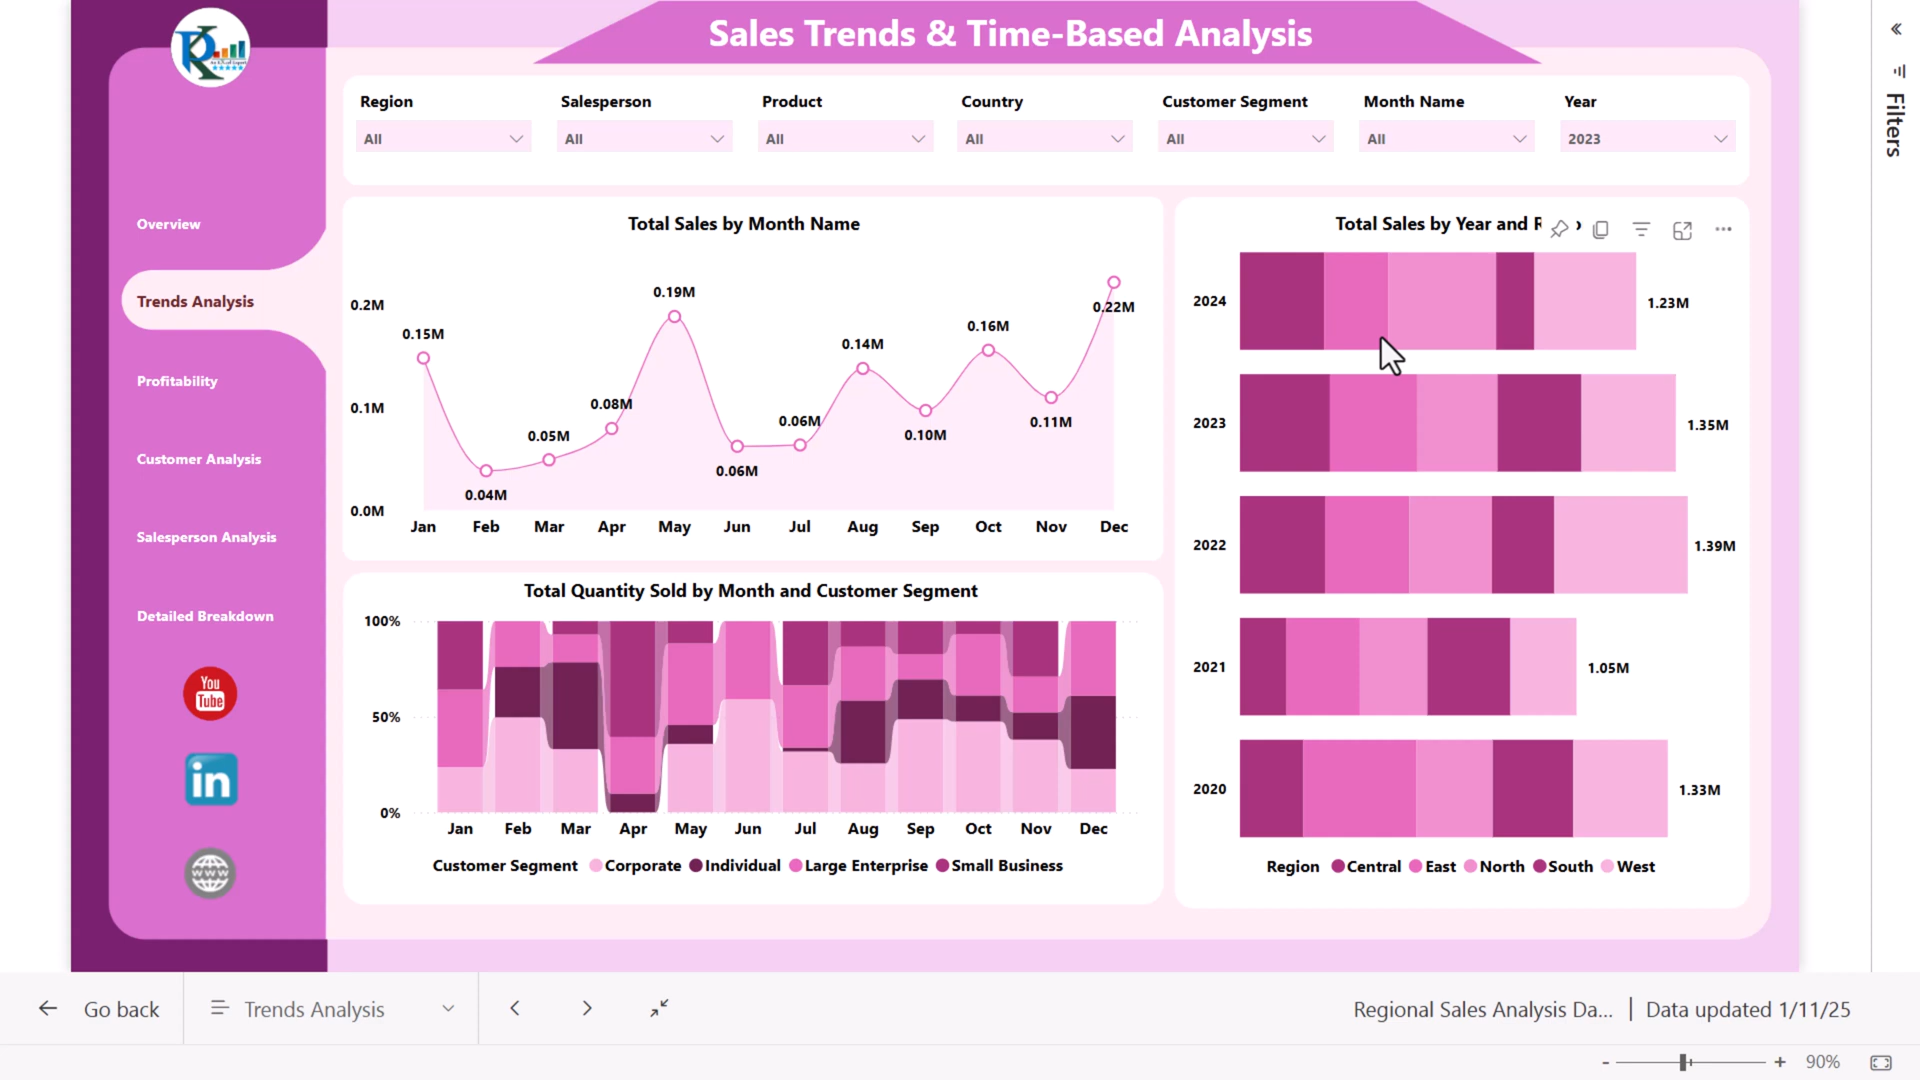 Sales Trends & Time-Based Analysis
Region Salesperson Product Country Customer Segment Month Name Year
All All All All All All 2023
Overview
Trends Analysis
Profitability
Customer Analysis
Salesperson Analysis
Detailed Breakdown
You
Tube
in
www
Total Sales by Month Name
0.2M
0.1M
0.0M
0.15M
0.04M
0.05M
0.08M
0.19M
0.06M
0.06M
0.14M
0.10M
0.16M
0.11M
0.22M
Jan Feb Mar Apr May Jun Jul Aug Sep Oct Nov Dec
Total Quantity Sold by Month and Customer Segment
100%
50%
0%
Jan Feb Mar Apr May Jun Jul Aug Sep Oct Nov Dec
Customer Segment Corporate Individual Large Enterprise Small Business
Total Sales by Year and R
2024 1.23M
2023 1.35M
2022 1.39M
2021 1.05M
2020 1.33M
Region Central East North South West
Filters
Go back Trends Analysis Regional Sales Analysis Da... | Data updated 1/11/25
- + 90%